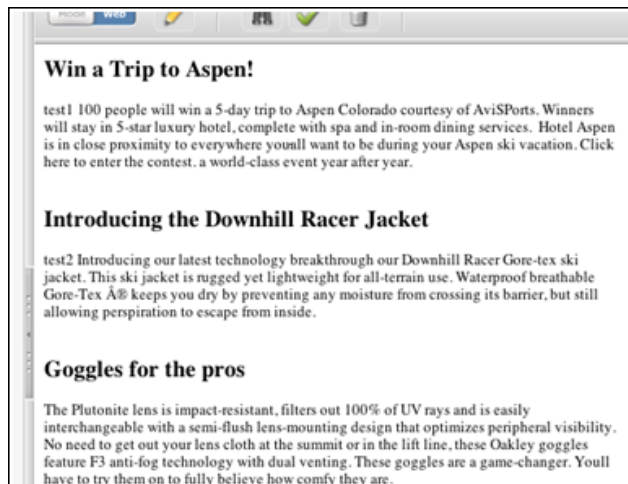 Mode Web
Win a Trip to Aspen!
test1 100 people will win a 5-day trip to Aspen Colorado courtesy of AviSPorts. Winners
will stay in 5-star luxury hotel, complete with spa and in-room dining services.  Hotel Aspen
is in close proximity to everywhere youall want to be during your Aspen ski vacation. Click
here to enter the contest. a world-class event year after year.
Introducing the Downhill Racer Jacket
test2 Introducing our latest technology breakthrough our Downhill Racer Gore-tex ski
jacket. This ski jacket is rugged yet lightweight for all-terrain use. Waterproof breathable
Gore-Tex Â® keeps you dry by preventing any moisture from crossing its barrier, but still
allowing perspiration to escape from inside.
Goggles for the pros
The Plutonite lens is impact-resistant, filters out 100% of UV rays and is easily
interchangeable with a semi-flush lens-mounting design that optimizes peripheral visibility.
No need to get out your lens cloth at the summit or in the lift line, these Oakley goggles
feature F3 anti-fog technology with dual venting. These goggles are a game-changer. Youll
have to try them on to fully believe how comfy they are.